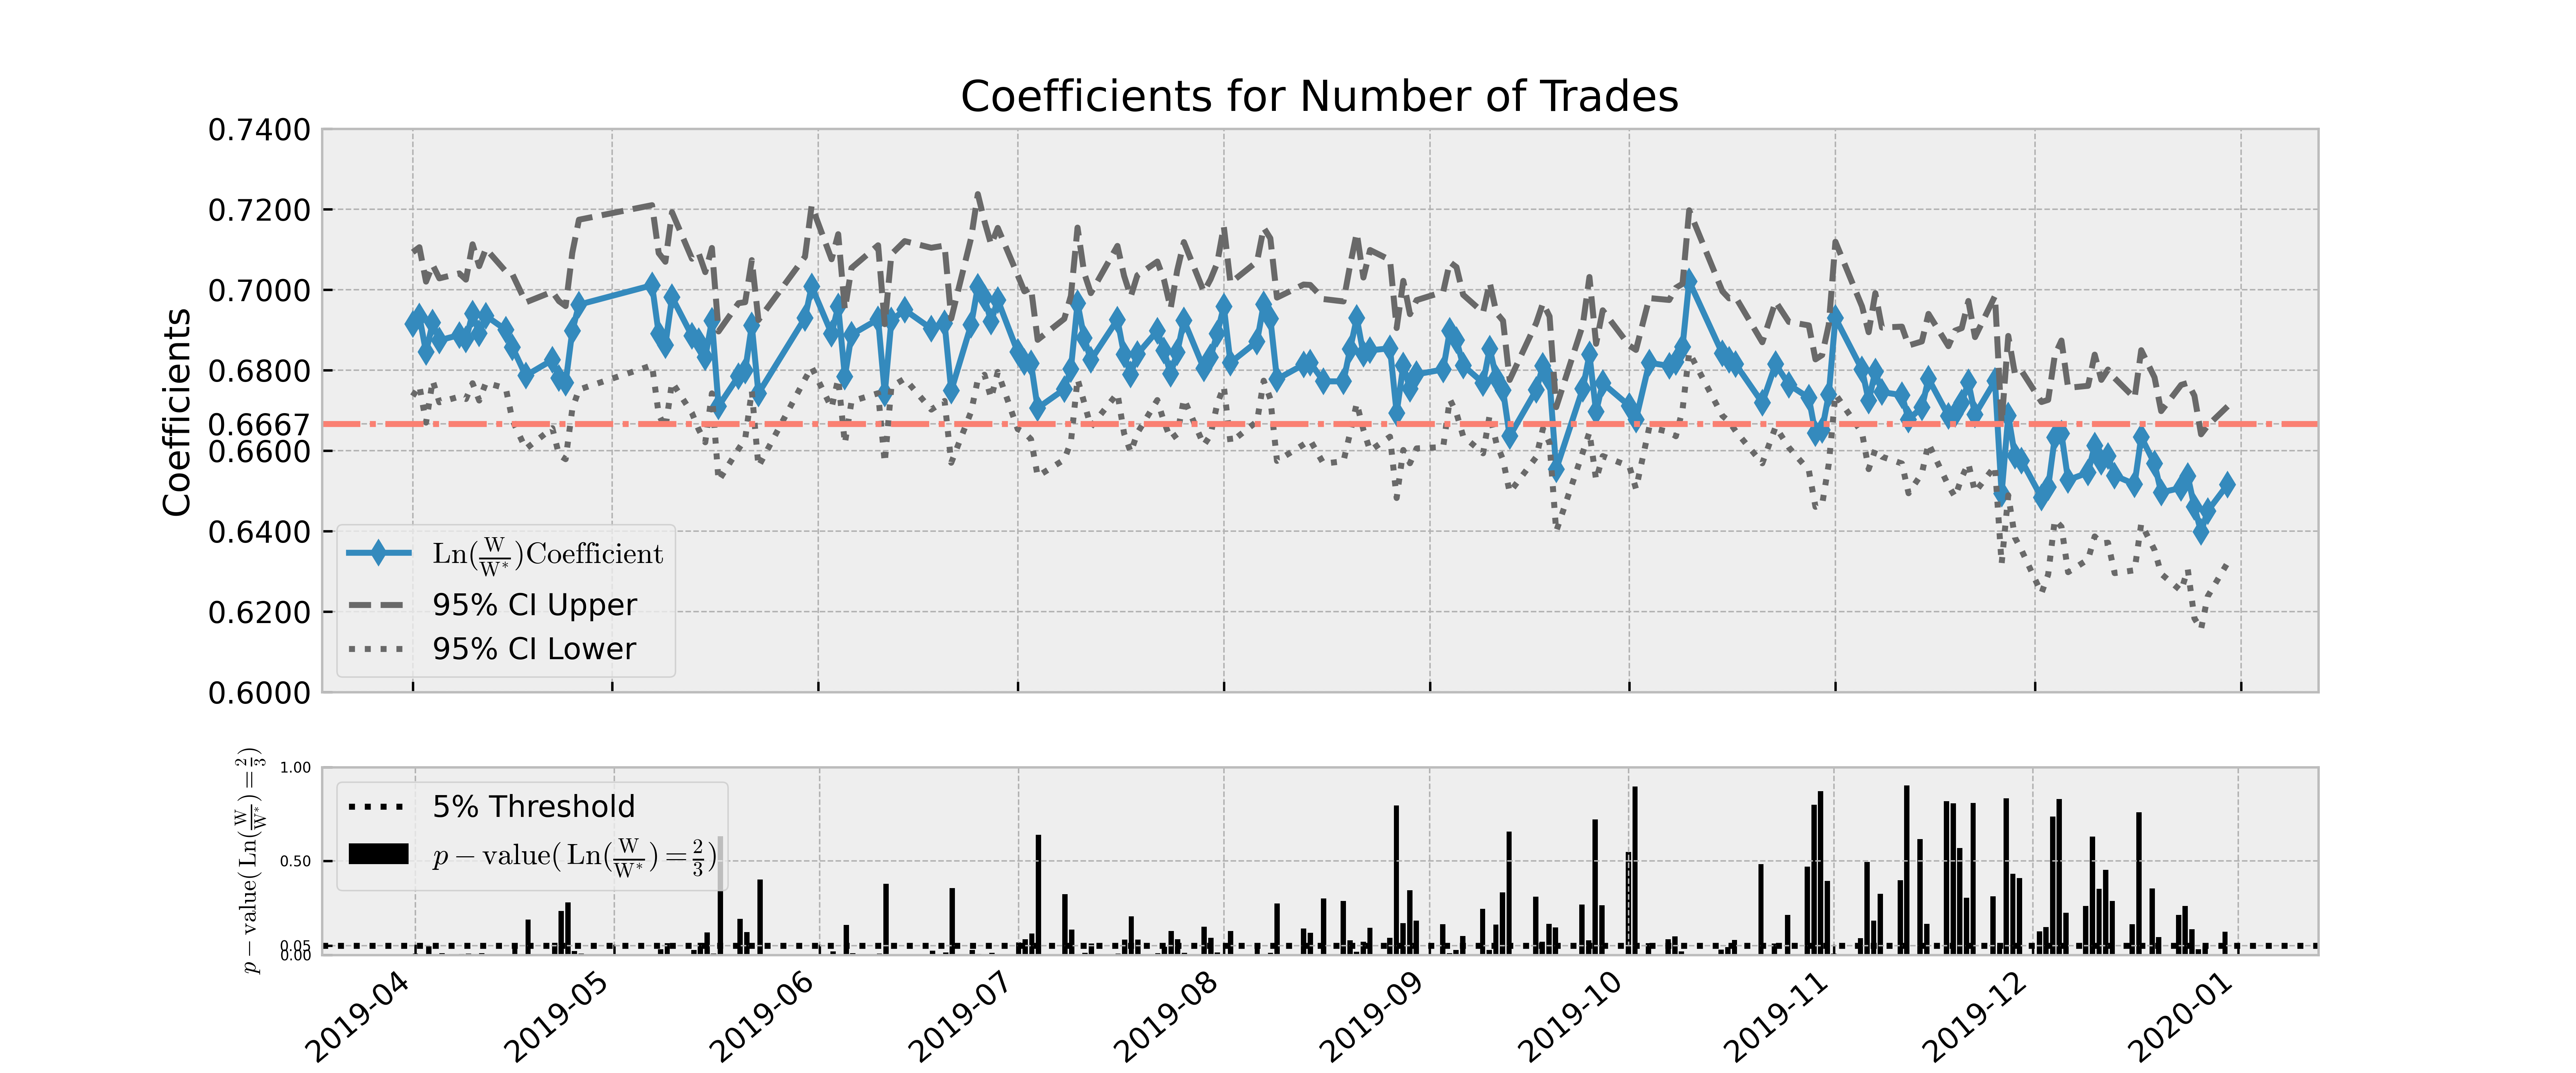 Coefficients for Number of Trades
Coefficients
0.7400
0.7200
0.7000
0.6800
0.6667
0.6600
0.6400
0.6200
0.6000
Ln(W/W*)Coefficient
95% CI Upper
95% CI Lower
p − value( Ln(W/W*) = 2/3)
1.00
0.50
0.05
0.00
5% Threshold
p − value( Ln(W/W*) = 2/3)
2019-04
2019-05
2019-06
2019-07
2019-08
2019-09
2019-10
2019-11
2019-12
2020-01